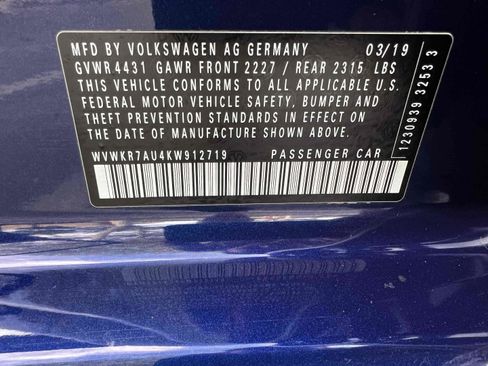 MFD BY VOLKSWAGEN AG GERMANY 03/19
GVWR.4431 GAWR FRONT 2227 / REAR 2315 LBS
THIS VEHICLE CONFORMS TO ALL APPLICABLE U.S.
FEDERAL MOTOR VEHICLE SAFETY, BUMPER AND
THEFT PREVENTION STANDARDS IN EFFECT ON
THE DATE OF MANUFACTURE SHOWN ABOVE.
WVWKR7AU4KW912719 PASSENGER CAR
1230939 32533